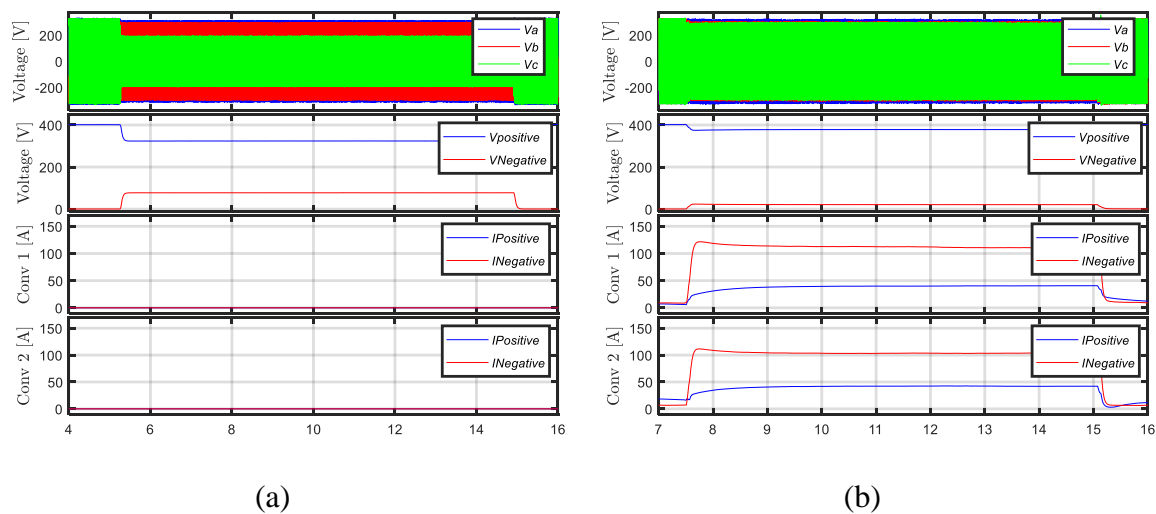 200
0
-200
Voltage [V]
Va
Vb
Vc
400
200
0
Voltage [V]
Vpositive
VNegative
150
100
50
0
Conv 1 [A]
IPositive
INegative
150
100
50
0
Conv 2 [A]
IPositive
INegative
4 6 8 10 12 14 16
(a)
200
0
-200
Voltage [V]
Va
Vb
Vc
400
200
0
Voltage [V]
Vpositive
VNegative
150
100
50
0
Conv 1 [A]
IPositive
INegative
150
100
50
0
Conv 2 [A]
IPositive
INegative
7 8 9 10 11 12 13 14 15 16
(b)